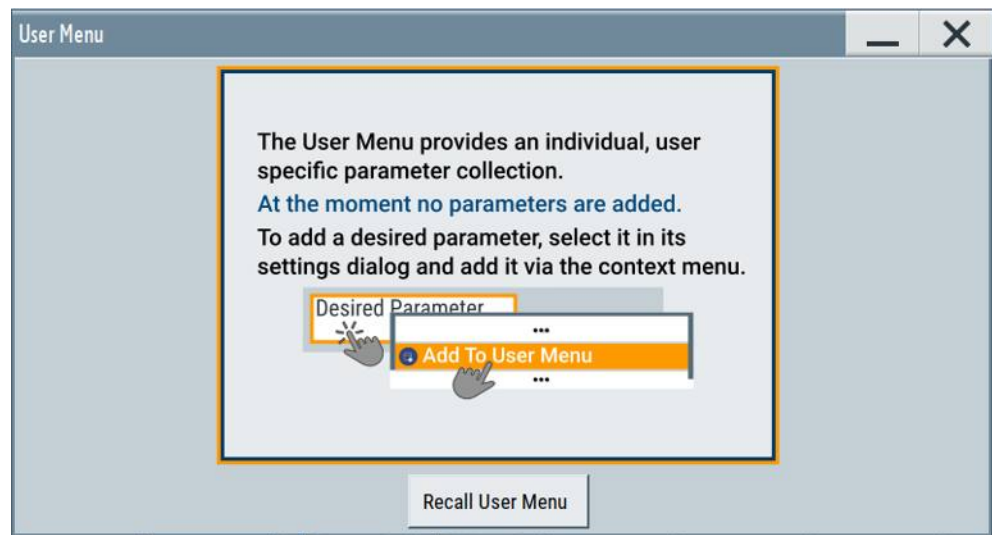 User Menu
The User Menu provides an individual, user
specific parameter collection.
At the moment no parameters are added.
To add a desired parameter, select it in its
settings dialog and add it via the context menu.
Desired Parameter
...
Add To User Menu
...
Recall User Menu